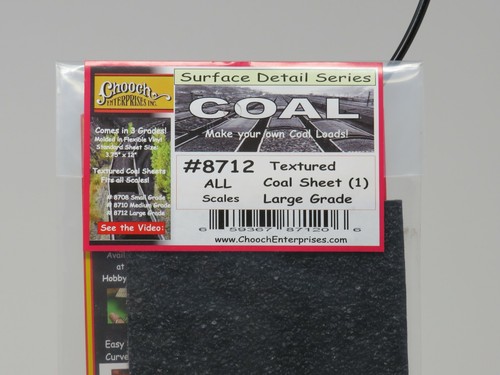 Chooch
ENTERPRISES INC.
Comes in 3 Grades!
Molded in Flexible Vinyl
Standard Sheet Size
Textured Coal Sheets
Fits all Scales!
# 8708 Small Grade
# 8710 Medium Grade
# 8712 Large Grade
See the Video:
Surface Detail Series
COAL
Make your own Coal Loads!
#8712 Textured
ALL Coal Sheet (1)
Scales Large Grade
6 59367 87120 6
www.ChoochEnterprises.com
Avail
at
Hobby
Easy
Curve